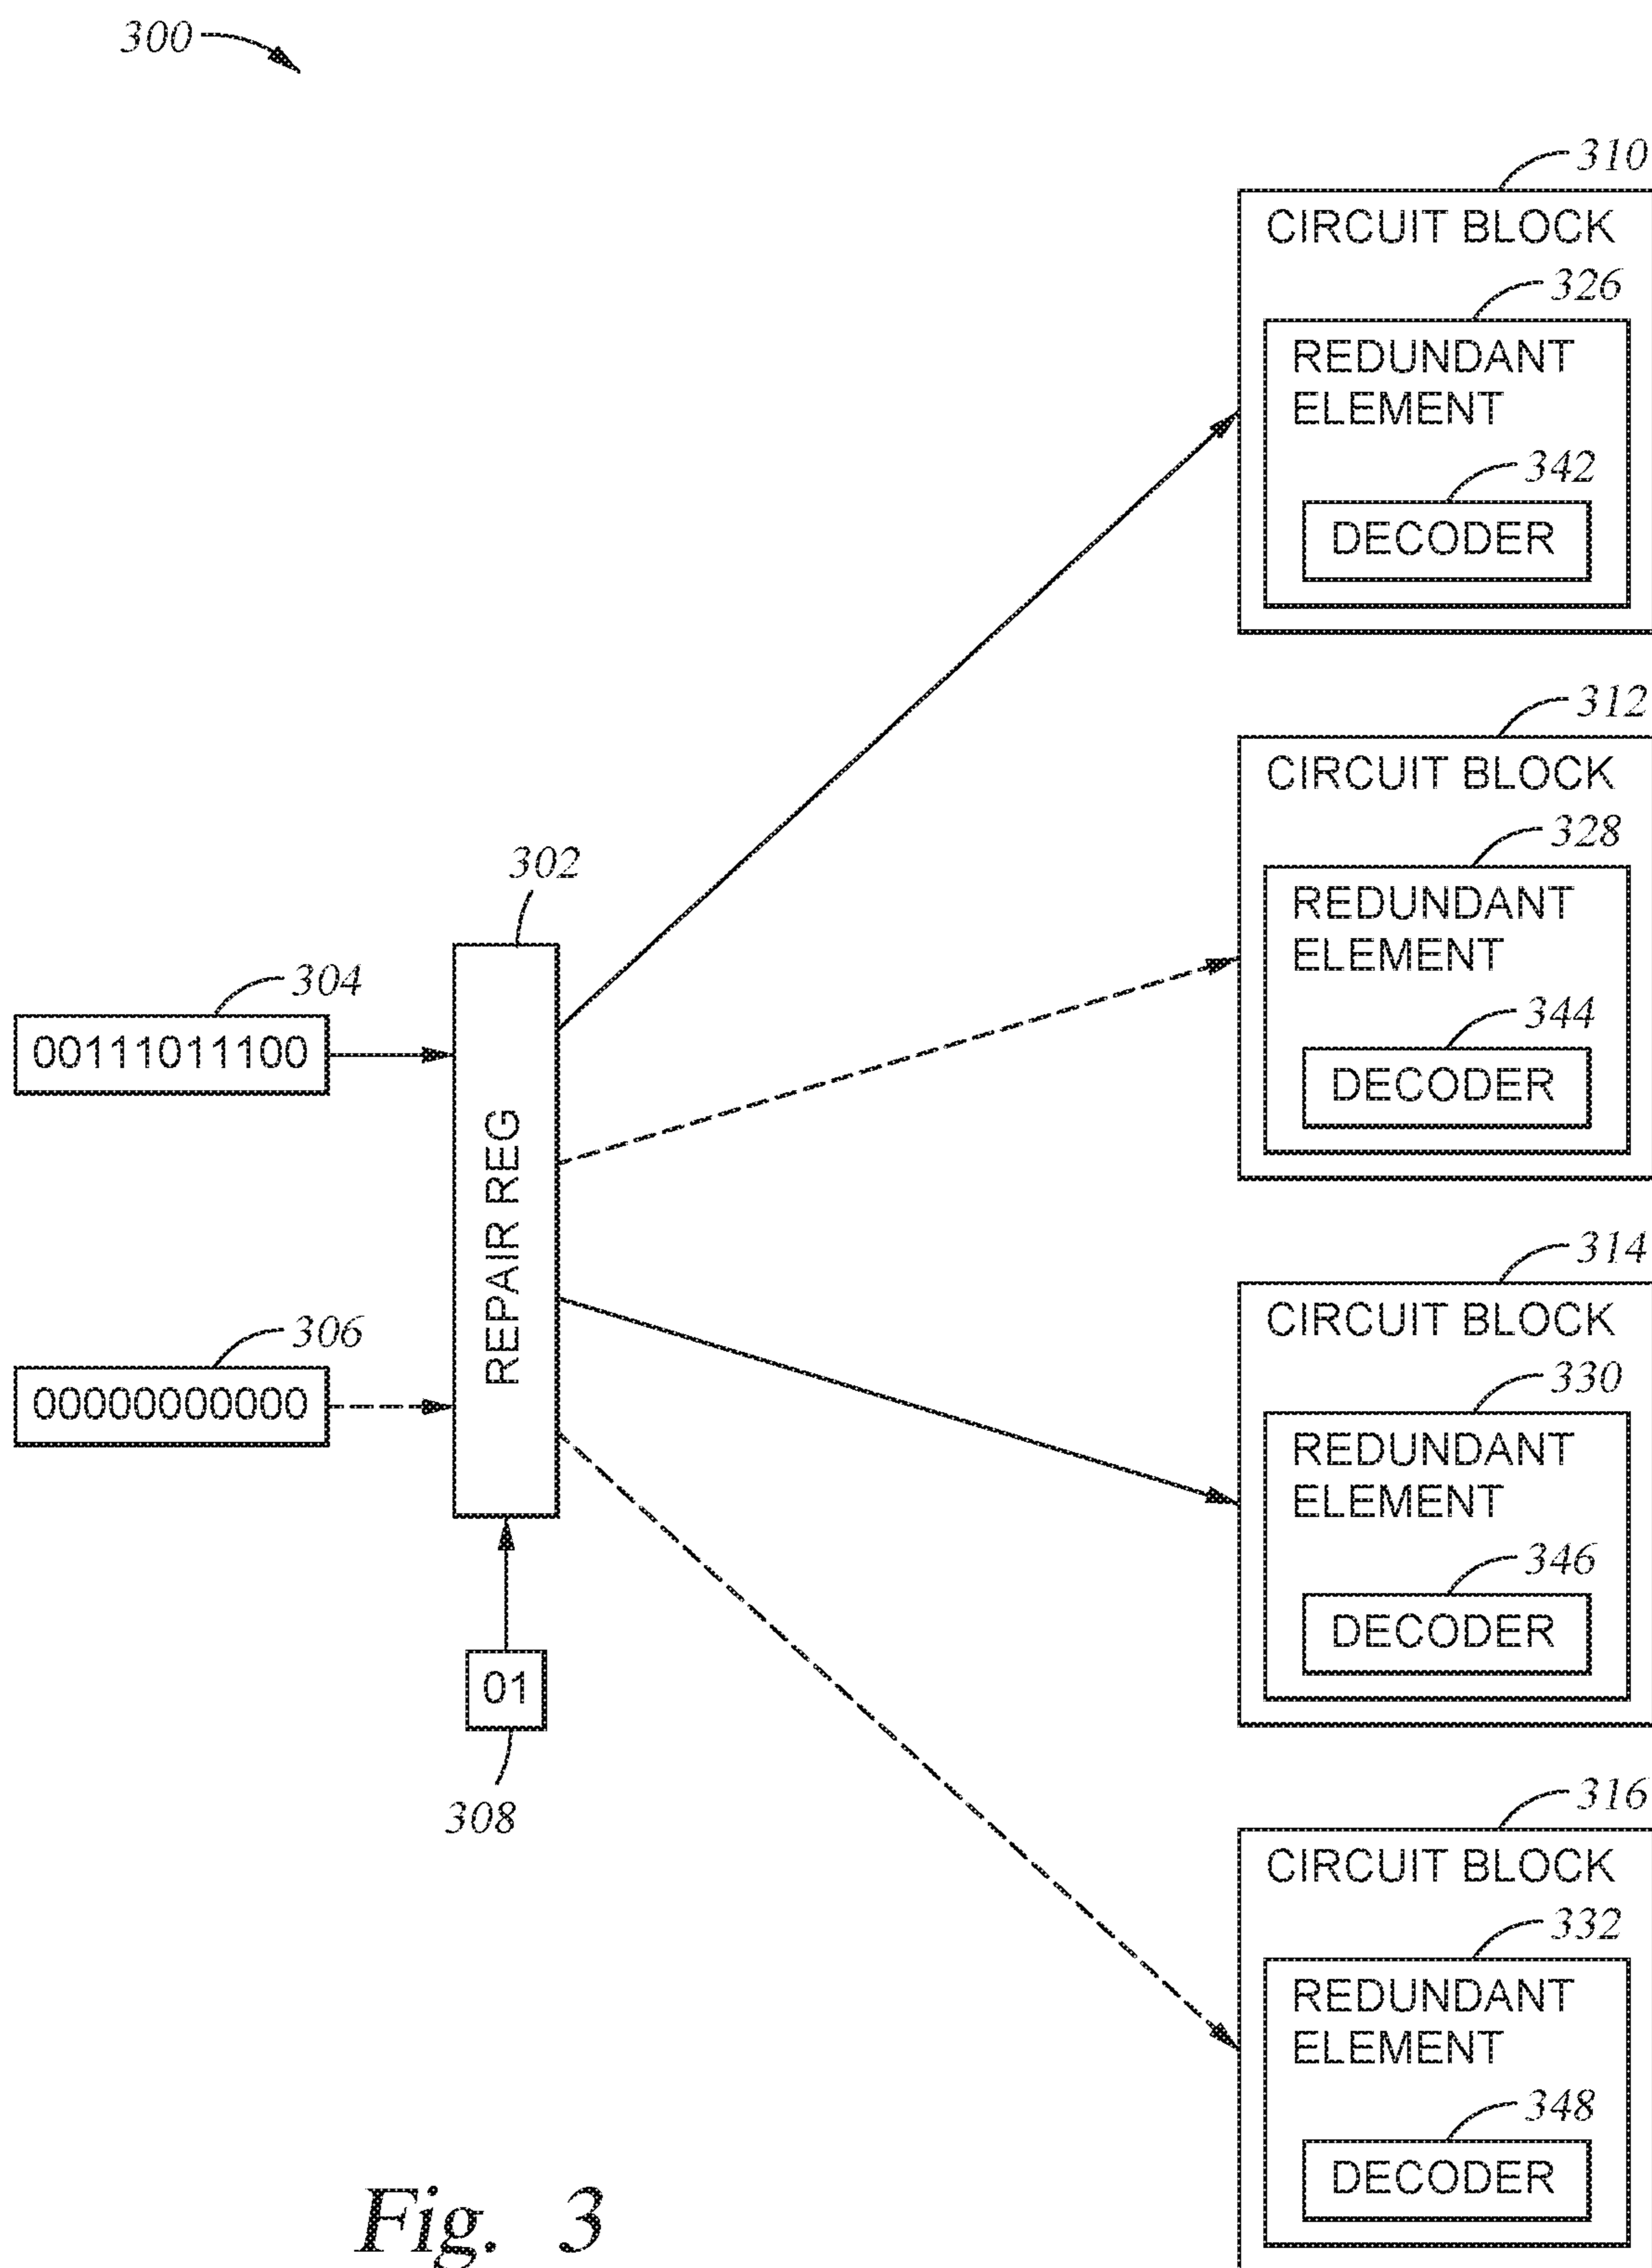 300
310
CIRCUIT BLOCK
326
REDUNDANT
ELEMENT
342
DECODER
312
CIRCUIT BLOCK
328
REDUNDANT
ELEMENT
344
DECODER
302
304
00111011100
REPAIR REG
306
00000000000
01
308
314
CIRCUIT BLOCK
330
REDUNDANT
ELEMENT
346
DECODER
316
CIRCUIT BLOCK
332
REDUNDANT
ELEMENT
348
DECODER
Fig. 3